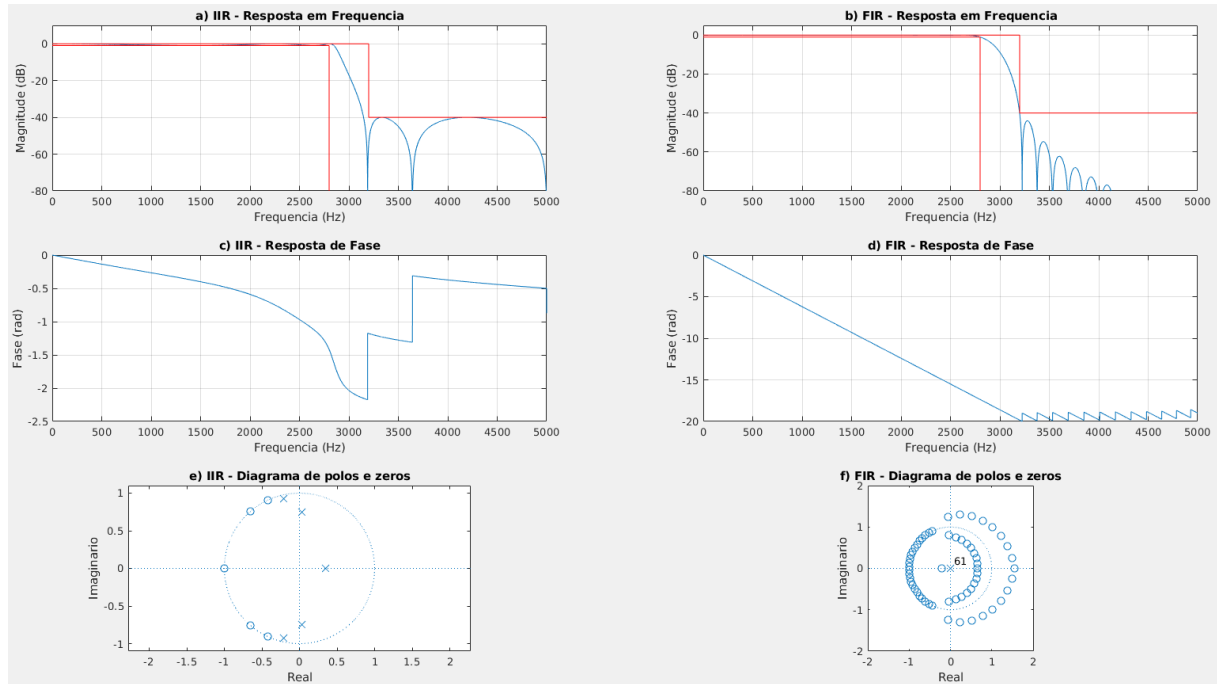 a) IIR - Resposta em Frequencia
0
-20
-40
-60
-80
Magnitude (dB)
0 500 1000 1500 2000 2500 3000 3500 4000 4500 5000
Frequencia (Hz)
b) FIR - Resposta em Frequencia
0
-20
-40
-60
-80
Magnitude (dB)
0 500 1000 1500 2000 2500 3000 3500 4000 4500 5000
Frequencia (Hz)
c) IIR - Resposta de Fase
0
-0.5
-1
-1.5
-2
-2.5
Fase (rad)
0 500 1000 1500 2000 2500 3000 3500 4000 4500 5000
Frequencia (Hz)
d) FIR - Resposta de Fase
0
-5
-10
-15
-20
Fase (rad)
0 500 1000 1500 2000 2500 3000 3500 4000 4500 5000
Frequencia (Hz)
e) IIR - Diagrama de polos e zeros
1
0.5
0
-0.5
-1
Imaginario
-2 -1.5 -1 -0.5 0 0.5 1 1.5 2
Real
f) FIR - Diagrama de polos e zeros
2
1
0
-1
-2
Imaginario
61
-2 -1 0 1 2
Real